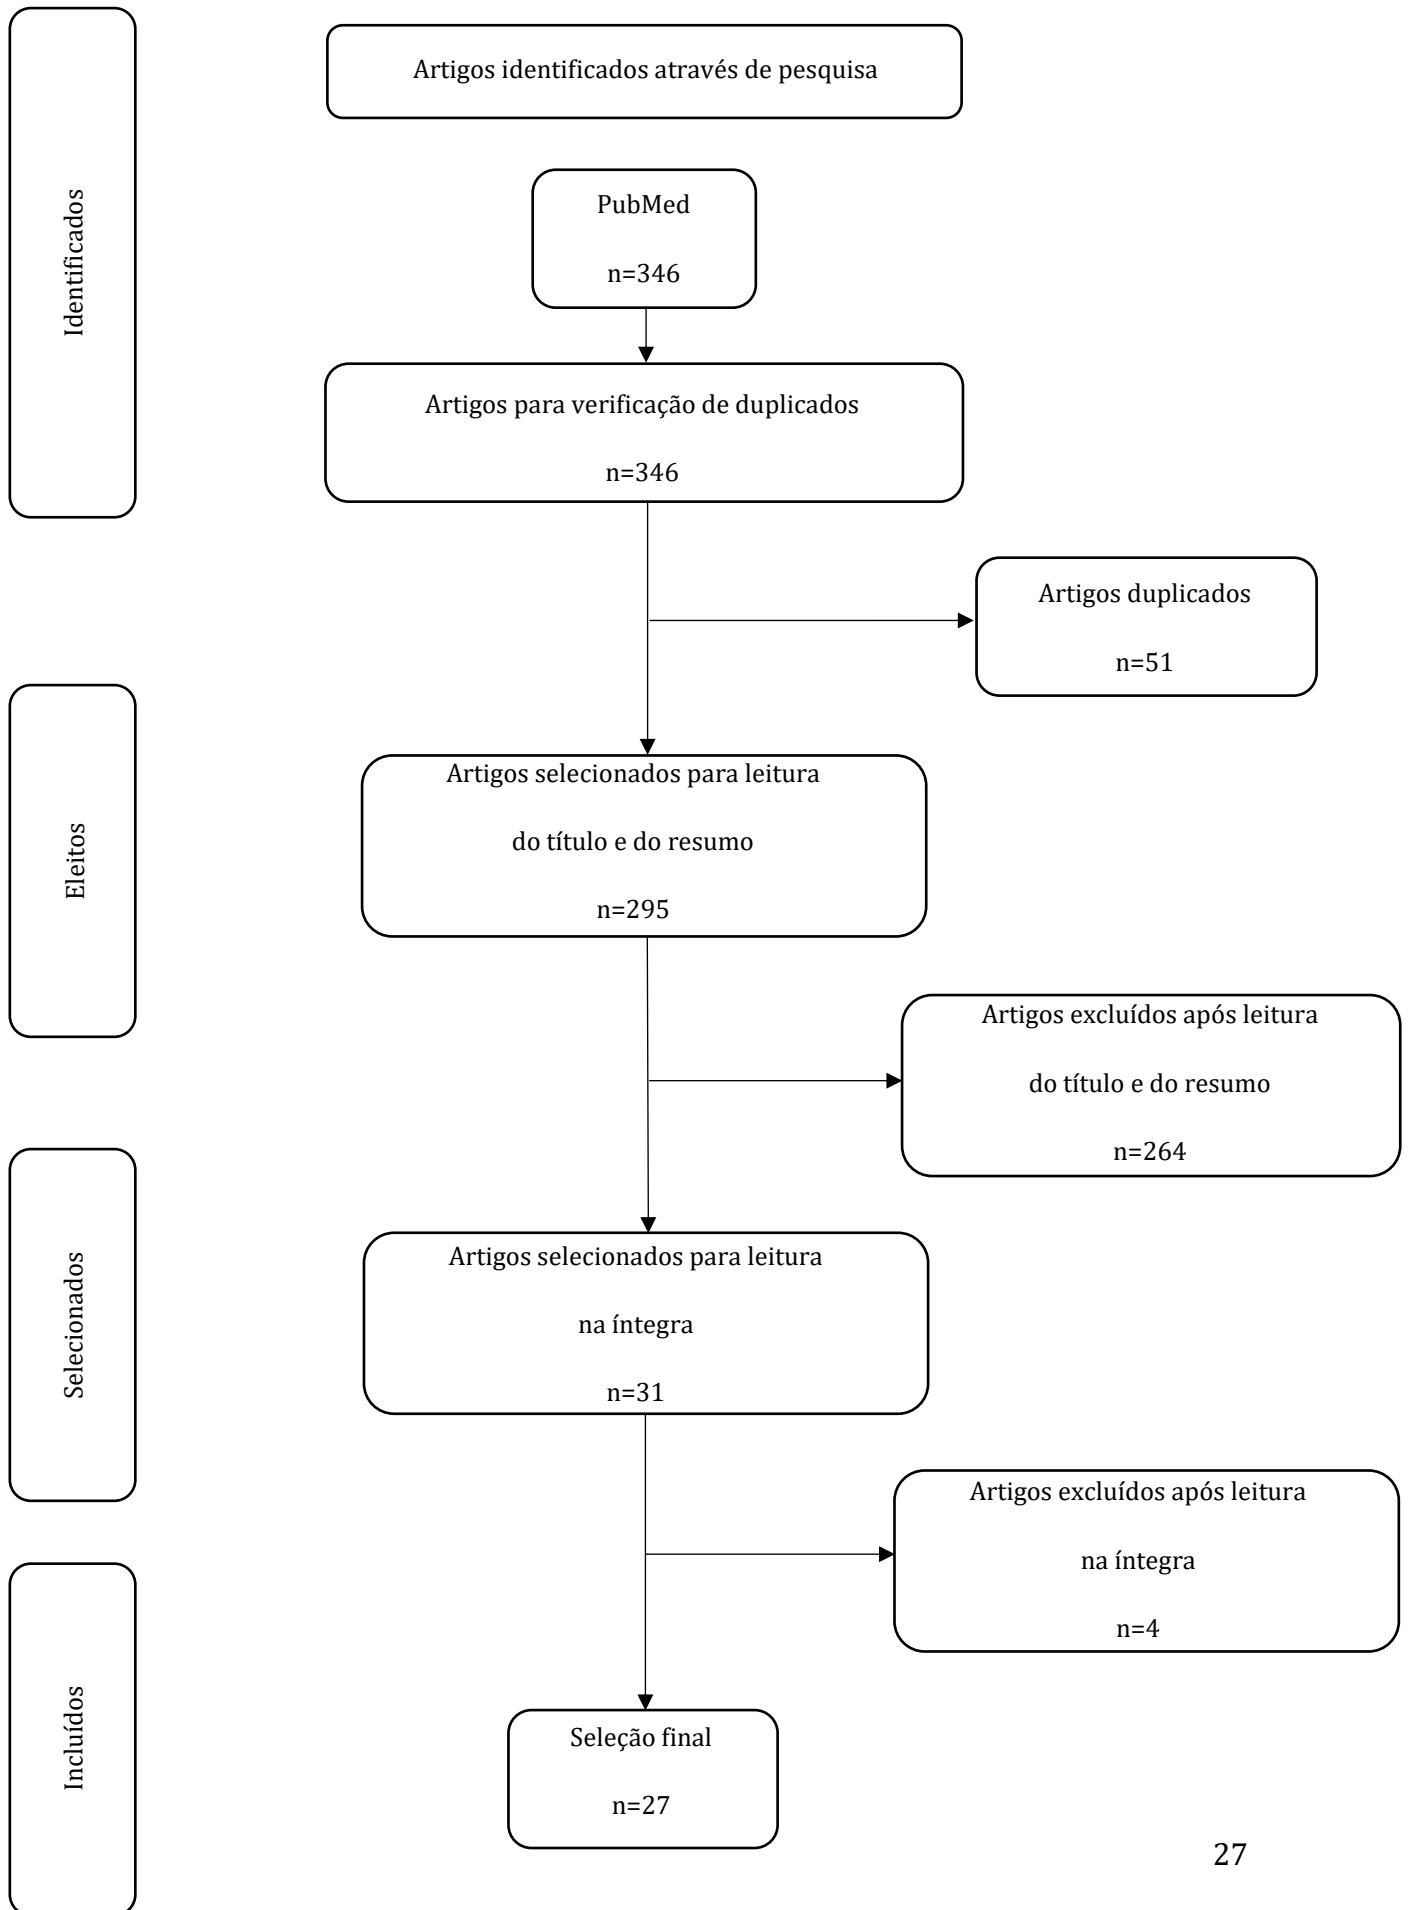 Identificados
Artigos identificados através de pesquisa
PubMed
n=346
Artigos para verificação de duplicados
n=346
Artigos duplicados
n=51
Eleitos
Artigos selecionados para leitura
do título e do resumo
n=295
Artigos excluídos após leitura
do título e do resumo
n=264
Selecionados
Artigos selecionados para leitura
na íntegra
n=31
Artigos excluídos após leitura
na íntegra
n=4
Incluídos
Seleção final
n=27
27